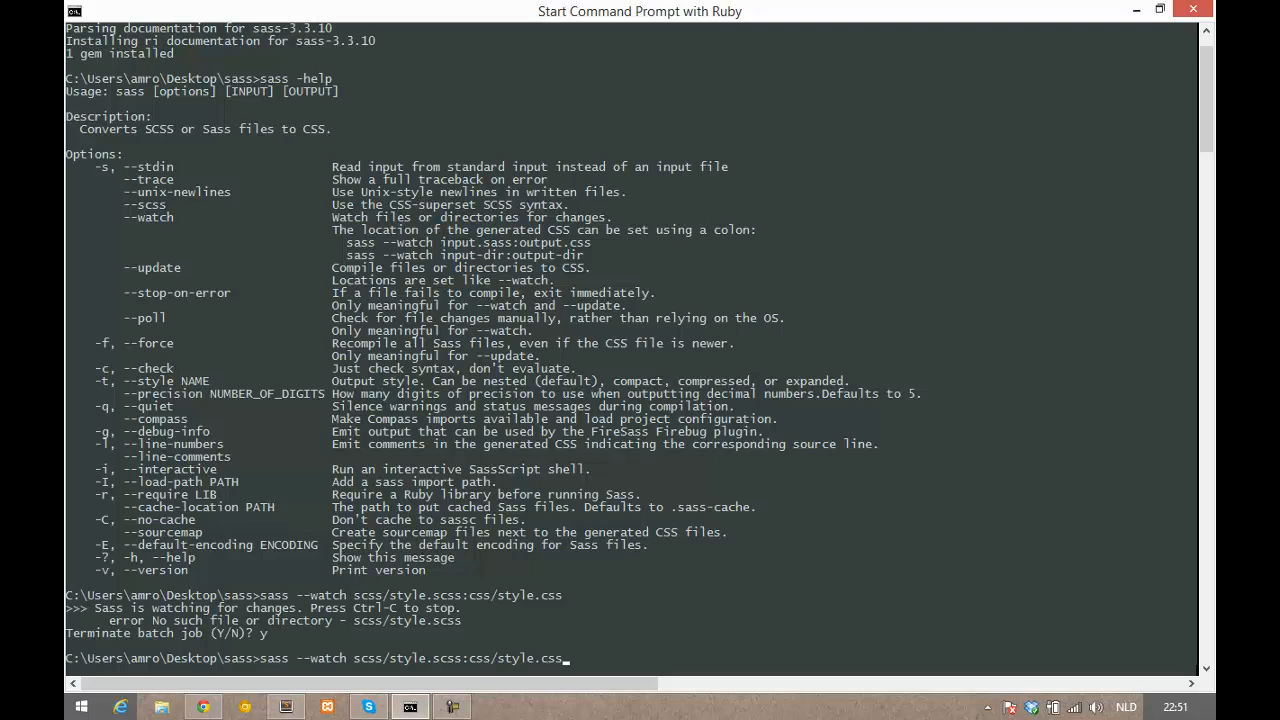 Start Command Prompt with Ruby
Parsing documentation for sass-3.3.10
Installing ri documentation for sass-3.3.10
1 gem installed
C:\Users\amro\Desktop\sass>sass -help
Usage: sass [options] [INPUT] [OUTPUT]
Description:
Converts SCSS or Sass files to CSS.
Options:
-s, --stdin Read input from standard input instead of an input file
--trace Show a full traceback on error
--unix-newlines Use Unix-style newlines in written files.
--scss Use the CSS-superset SCSS syntax.
--watch Watch files or directories for changes.
The location of the generated CSS can be set using a colon:
sass --watch input.sass:output.css
sass --watch input-dir:output-dir
--update Compile files or directories to CSS.
Locations are set like --watch.
--stop-on-error If a file fails to compile, exit immediately.
Only meaningful for --watch and --update.
--poll Check for file changes manually, rather than relying on the OS.
Only meaningful for --watch.
-f, --force Recompile all Sass files, even if the CSS file is newer.
Only meaningful for --update.
-c, --check Just check syntax, don't evaluate.
-t, --style NAME Output style. Can be nested (default), compact, compressed, or expanded.
--precision NUMBER_OF_DIGITS How many digits of precision to use when outputting decimal numbers.Defaults to 5.
-q, --quiet Silence warnings and status messages during compilation.
--compass Make Compass imports available and load project configuration.
-g, --debug-info Emit output that can be used by the FireSass Firebug plugin.
-l, --line-numbers Emit comments in the generated CSS indicating the corresponding source line.
--line-comments
-i, --interactive Run an interactive SassScript shell.
-I, --load-path PATH Add a sass import path.
-r, --require LIB Require a Ruby library before running Sass.
--cache-location PATH The path to put cached Sass files. Defaults to .sass-cache.
-C, --no-cache Don't cache to sassc files.
--sourcemap Create sourcemap files next to the generated CSS files.
-E, --default-encoding ENCODING Specify the default encoding for Sass files.
-?, -h, --help Show this message
-v, --version Print version
C:\Users\amro\Desktop\sass>sass --watch scss/style.scss:css/style.css
>>> Sass is watching for changes. Press Ctrl-C to stop.
error No such file or directory - scss/style.scss
Terminate batch job (Y/N)? y
C:\Users\amro\Desktop\sass>sass --watch scss/style.scss:css/style.css_
NLD 22:51